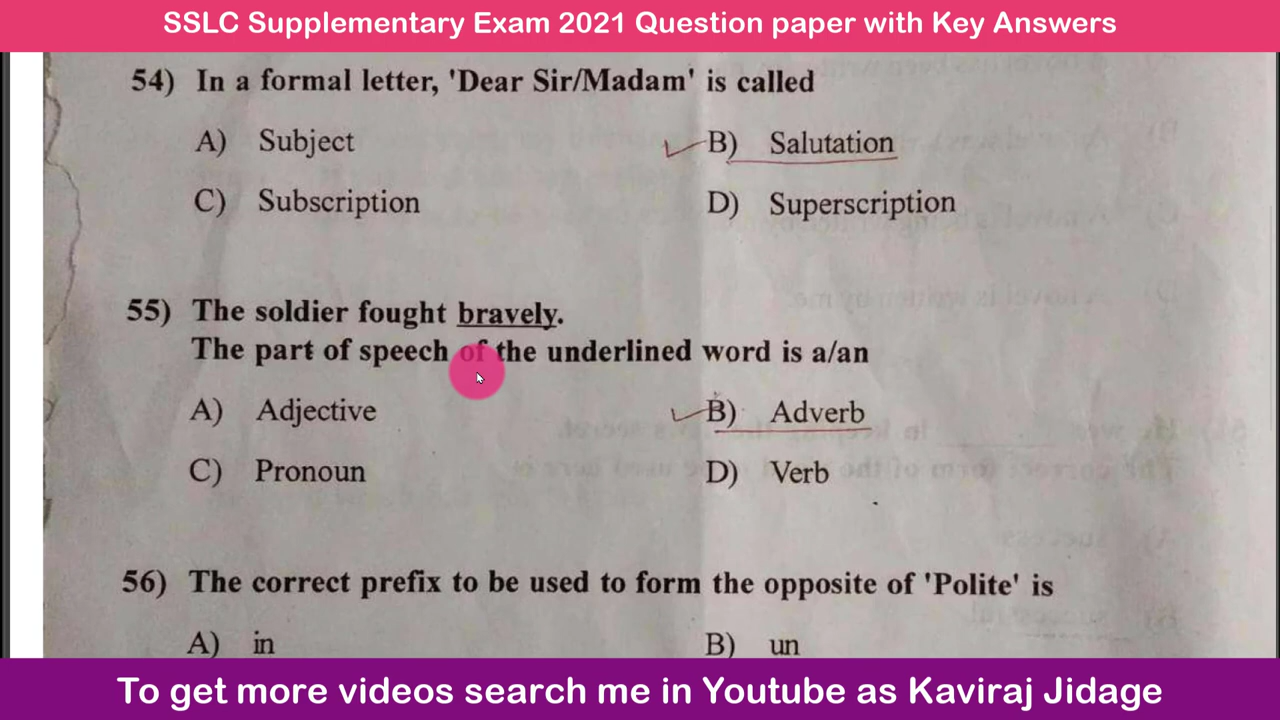 SSLC Supplementary Exam 2021 Question paper with Key Answers
54) In a formal letter, 'Dear Sir/Madam' is called
A) Subject B) Salutation
C) Subscription D) Superscription
55) The soldier fought bravely.
The part of speech of the underlined word is a/an
A) Adjective B) Adverb
C) Pronoun D) Verb
56) The correct prefix to be used to form the opposite of 'Polite' is
A) in B) un
To get more videos search me in Youtube as Kaviraj Jidage